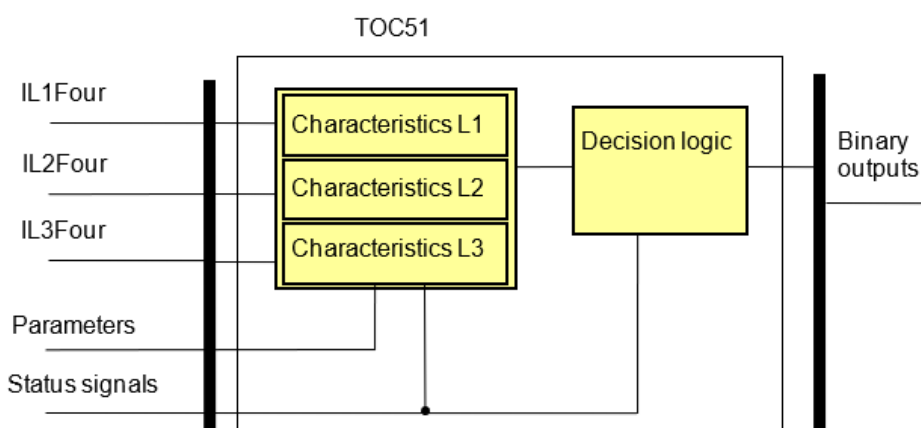 TOC51
IL1Four
Characteristics L1
Decision logic
Binary
outputs
IL2Four
Characteristics L2
IL3Four
Characteristics L3
Parameters
Status signals